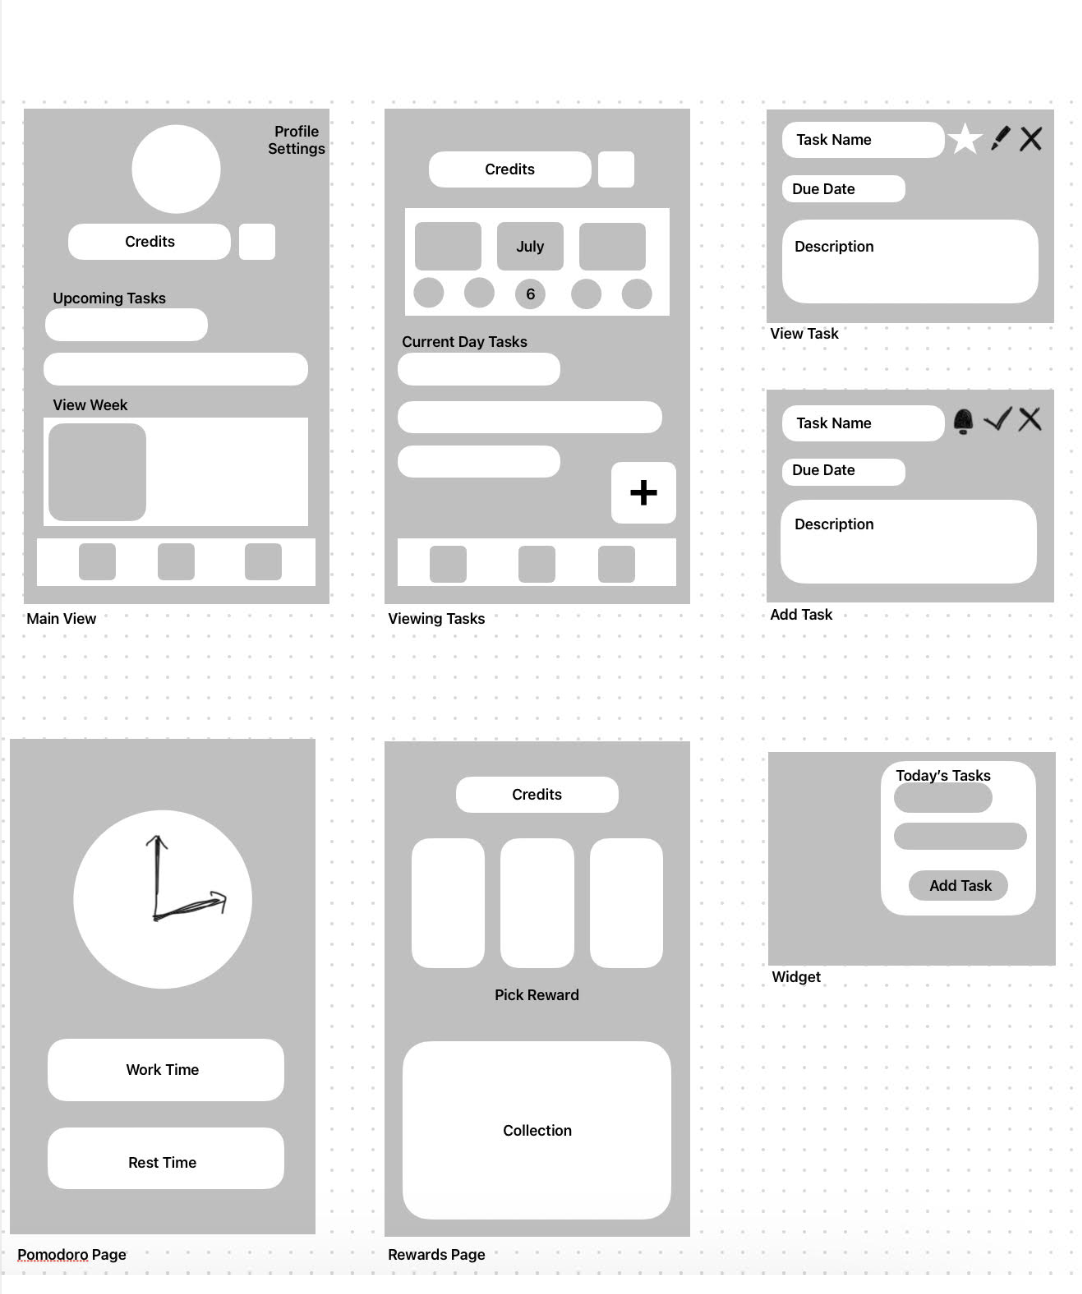 Profile
Settings
Credits
Upcoming Tasks
View Week
Main View
Credits
July
6
Current Day Tasks
+
Viewing Tasks
Task Name
Due Date
Description
View Task
Task Name
Due Date
Description
Add Task
Work Time
Rest Time
Pomodoro Page
Credits
Pick Reward
Collection
Rewards Page
Today's Tasks
Add Task
Widget